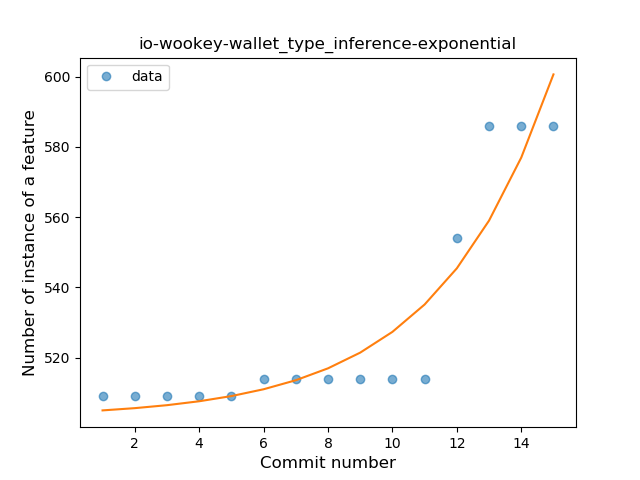 io-wookey-wallet_type_inference-exponential
data
Number of instance of a feature
600
580
560
540
520
2 4 6 8 10 12 14
Commit number